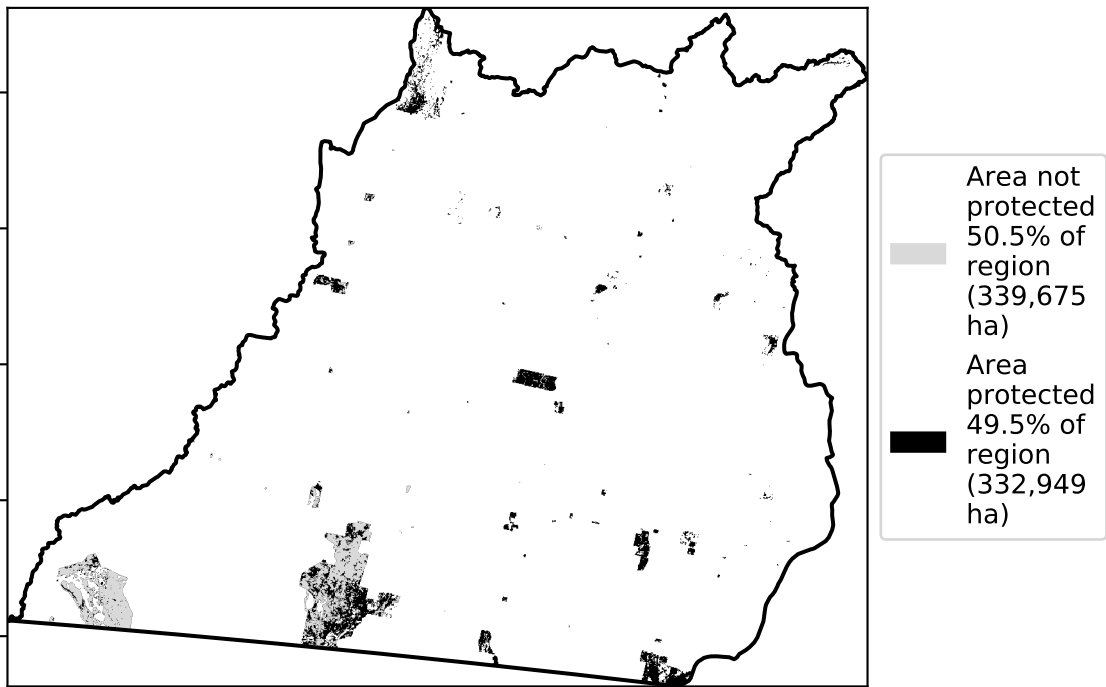 Area not
protected
50.5% of
region
(339,675
ha)
Area
protected
49.5% of
region
(332,949
ha)